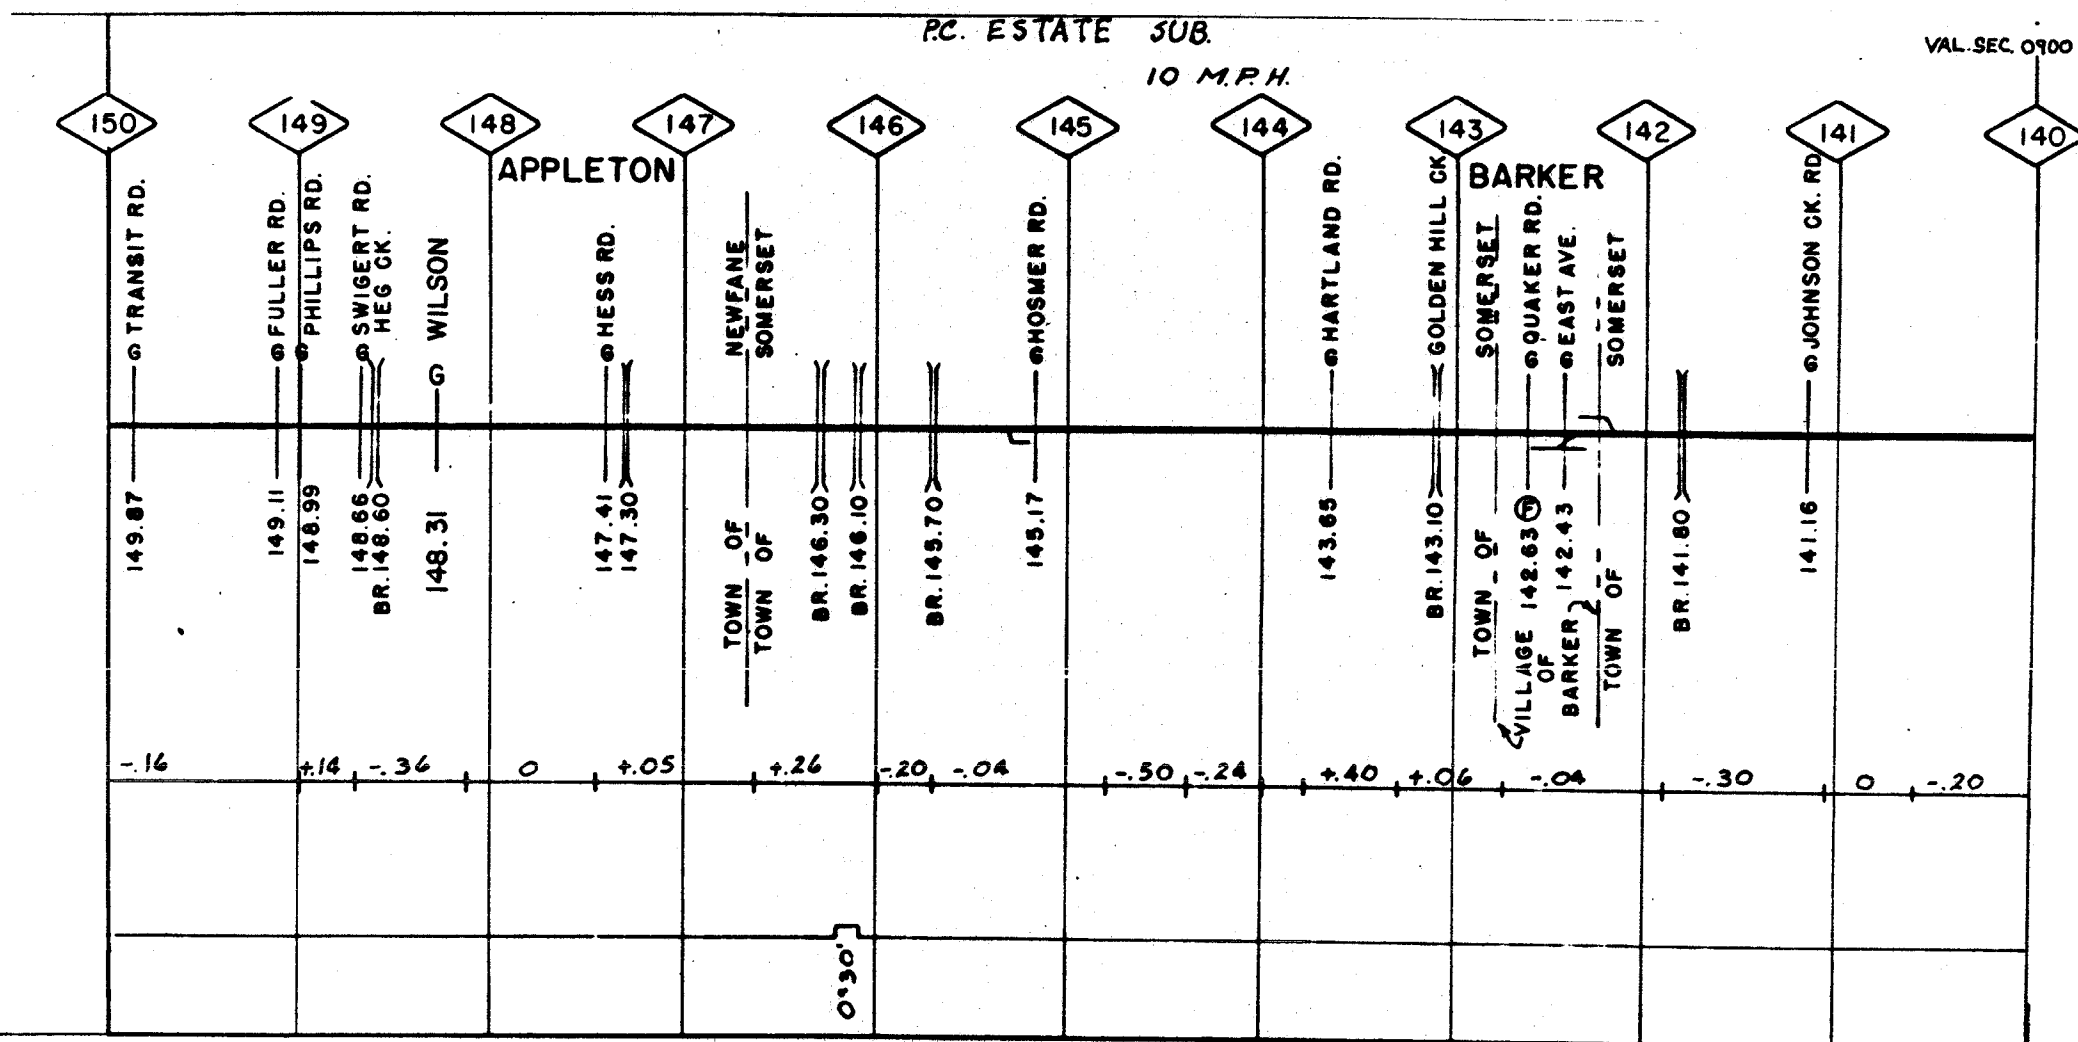 P.C. ESTATE SUB.
VAL. SEC. 0900
10 M.P.H.
150 149 148 147 146 145 144 143 142 141 140
APPLETON
BARKER
G TRANSIT RD.
149.87
G FULLER RD.
149.11
G PHILLIPS RD.
148.99
G SWIGERT RD.
148.66
HEG CK.
BR. 148.60
G WILSON
148.31
G HESS RD.
147.41
147.30
TOWN OF NEWFANE
TOWN OF SOMERSET
BR. 146.30
BR. 146.10
BR. 145.70
G HOSMER RD.
145.17
G HARTLAND RD.
143.65
GOLDEN HILL CK.
BR. 143.10
TOWN OF SOMERSET
VILLAGE OF BARKER
G QUAKER RD.
142.63
G EAST AVE.
142.43
TOWN OF SOMERSET
BR. 141.80
G JOHNSON CK. RD.
141.16
-.16 +.14 -.36 0 +.05 +.26 -.20 -.04 -.50 -.24 +.40 +.06 -.04 -.30 0 -.20
0°30'